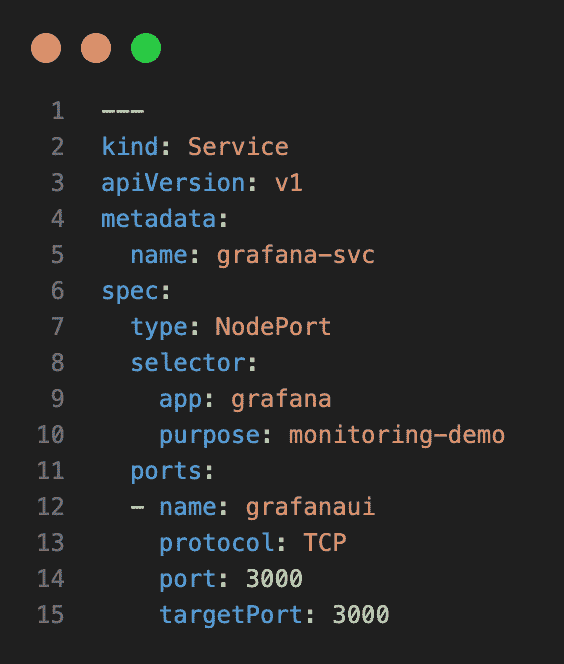 1 ---
2 kind: Service
3 apiVersion: v1
4 metadata:
5   name: grafana-svc
6 spec:
7   type: NodePort
8   selector:
9     app: grafana
10     purpose: monitoring-demo
11   ports:
12   - name: grafanaui
13     protocol: TCP
14     port: 3000
15     targetPort: 3000